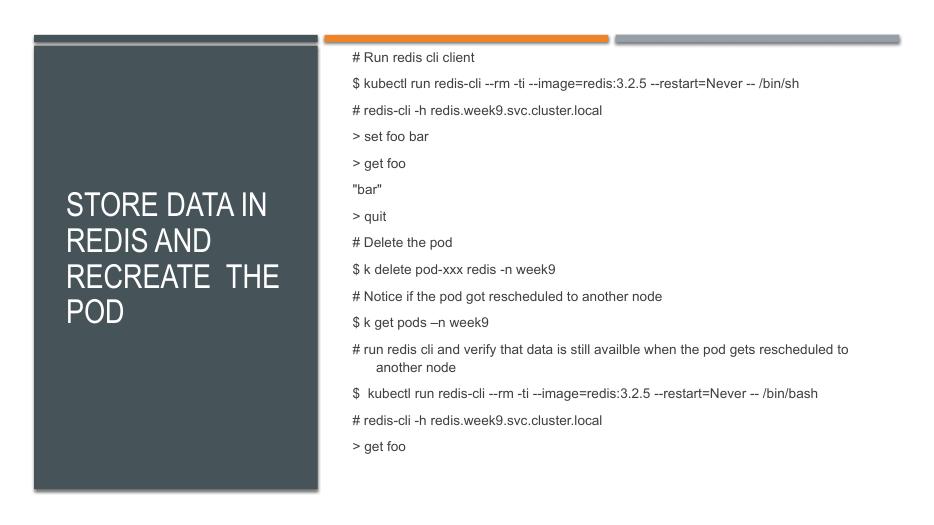 STORE DATA IN
REDIS AND
RECREATE  THE
POD
# Run redis cli client
$ kubectl run redis-cli --rm -ti --image=redis:3.2.5 --restart=Never -- /bin/sh
# redis-cli -h redis.week9.svc.cluster.local
> set foo bar
> get foo
"bar"
> quit
# Delete the pod
$ k delete pod-xxx redis -n week9
# Notice if the pod got rescheduled to another node
$ k get pods –n week9
# run redis cli and verify that data is still availble when the pod gets rescheduled to
another node
$  kubectl run redis-cli --rm -ti --image=redis:3.2.5 --restart=Never -- /bin/bash
# redis-cli -h redis.week9.svc.cluster.local
> get foo